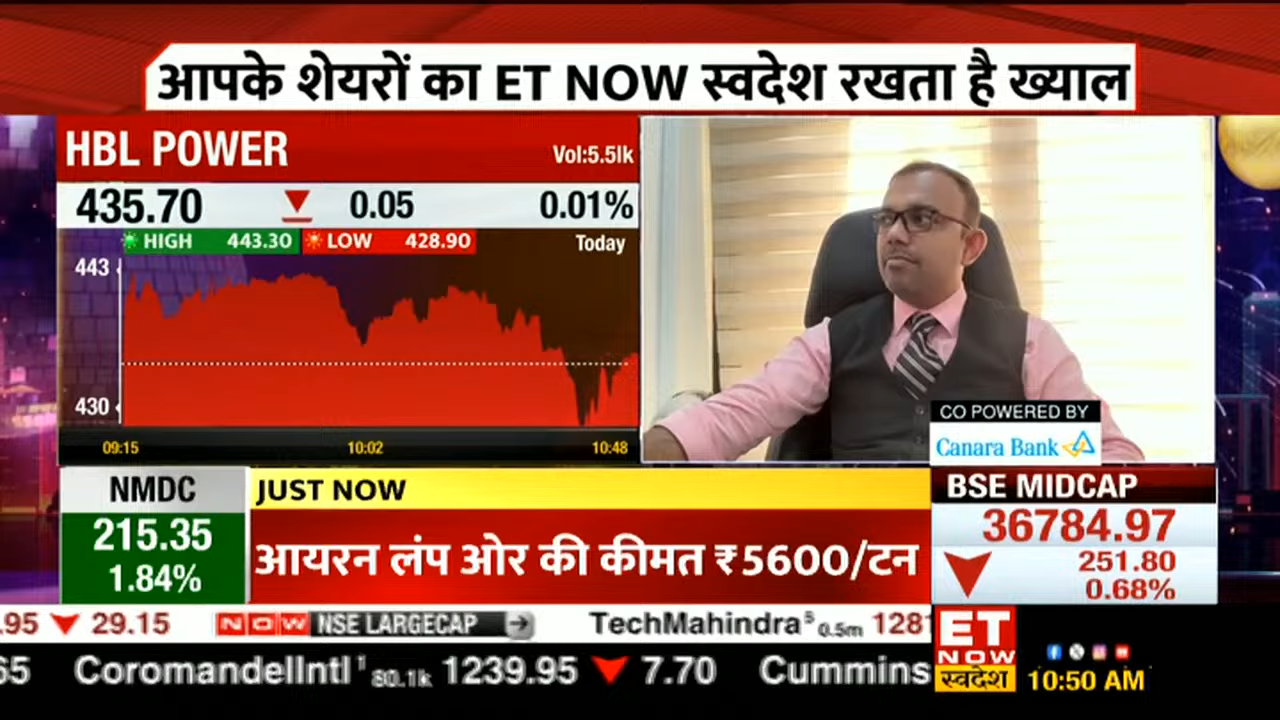 आपके शेयरों का ET NOW स्वदेश रखता है ख्याल
HBL POWER
Vol:5.5lk
435.70 0.05 0.01%
HIGH 443.30 LOW 428.90
Today
443
430
09:15 10:02 10:48
CO POWERED BY
Canara Bank
NMDC
215.35
1.84%
JUST NOW
आयरन लंप ओर की कीमत ₹5600/टन
BSE MIDCAP
36784.97
251.80
0.68%
.95 29.15 NOW NSE LARGECAP TechMahindra 5 0.5m 1281
65 CoromandelIntl 1 80.1k 1239.95 7.70 Cummins
ET
NOW
स्वदेश
10:50 AM